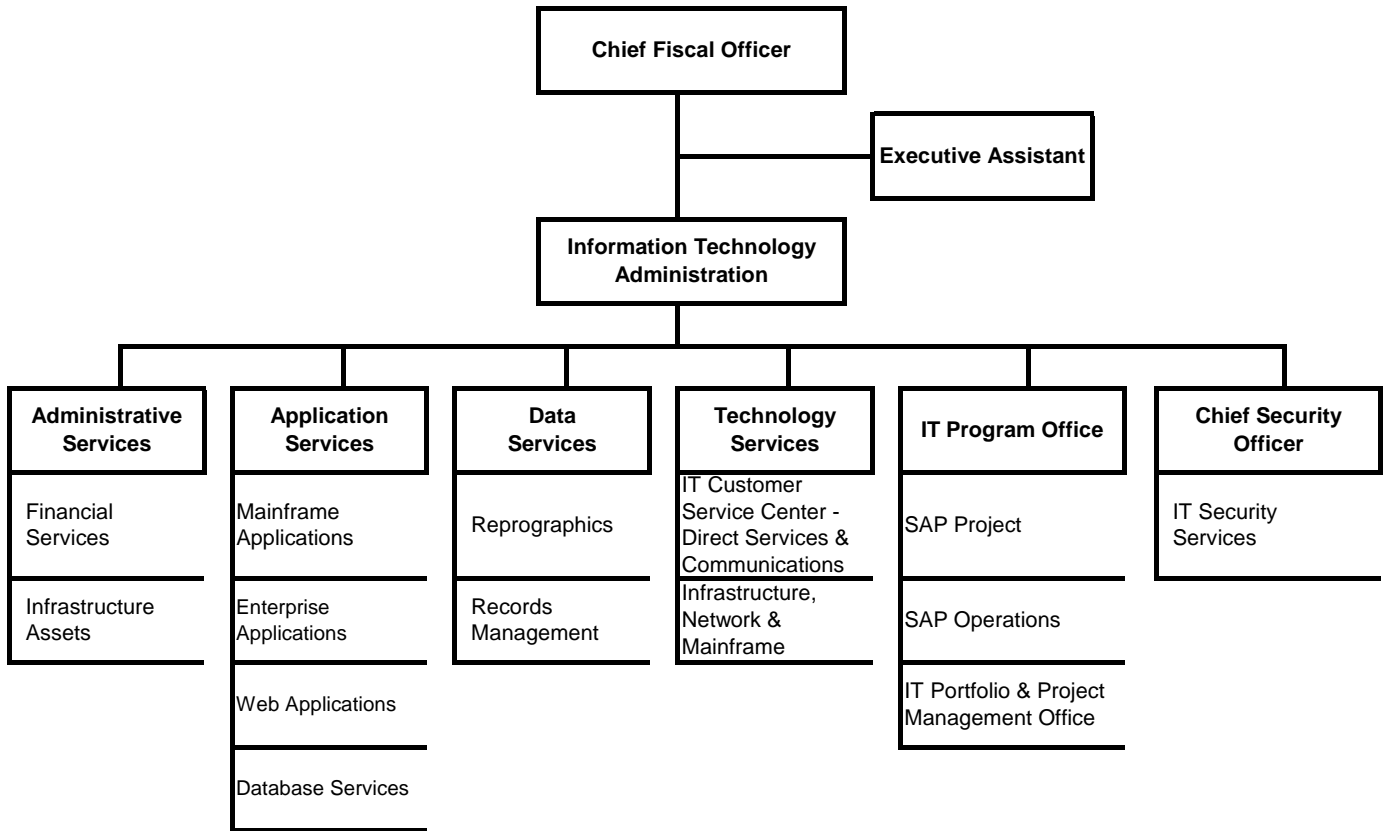 Chief Fiscal Officer
Executive Assistant
Information Technology
Administration
Administrative
Services
Financial
Services
Infrastructure
Assets
Application
Services
Mainframe
Applications
Enterprise
Applications
Web Applications
Database Services
Data
Services
Reprographics
Records
Management
Technology
Services
IT Customer
Service Center -
Direct Services &
Communications
Infrastructure,
Network &
Mainframe
IT Program Office
SAP Project
SAP Operations
IT Portfolio & Project
Management Office
Chief Security
Officer
IT Security
Services